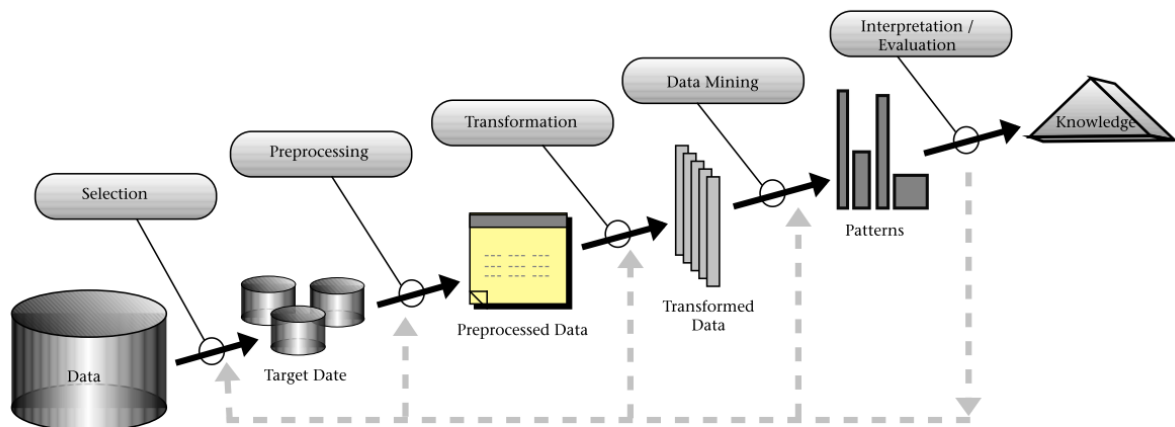 Interpretation /
Evaluation
Data Mining
Transformation
Preprocessing
Selection
Knowledge
Patterns
Transformed
Data
Preprocessed Data
Target Date
Data